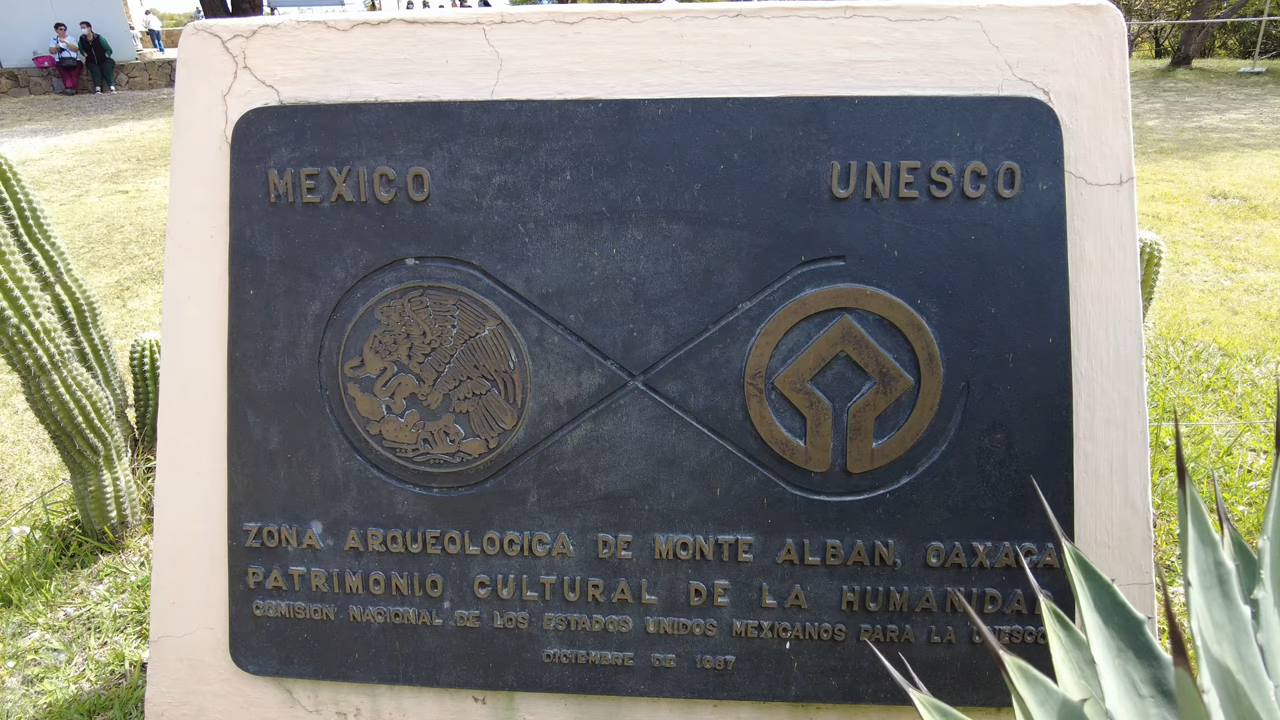 MEXICO
UNESCO
ZONA ARQUEOLOGICA DE MONTE ALBAN, OAXACA
PATRIMONIO CULTURAL DE LA HUMANIDAD
COMISION NACIONAL DE LOS ESTADOS UNIDOS MEXICANOS PARA LA UNESCO
DICIEMBRE DE 1987